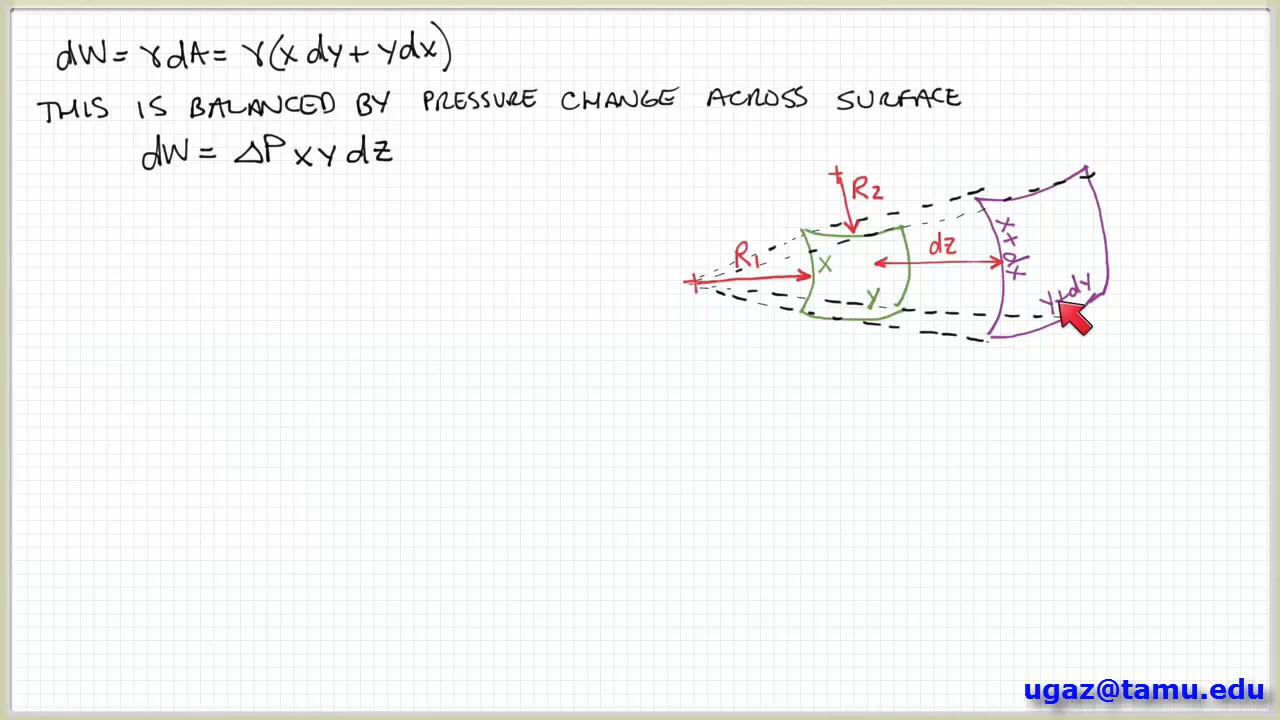 dW = γdA = γ(x dy + ydx)
THIS IS BALANCED BY PRESSURE CHANGE ACROSS SURFACE
dW = ΔP x y dz
R2
R1
x
y
dz
x + dx
y+dy
ugaz@tamu.edu